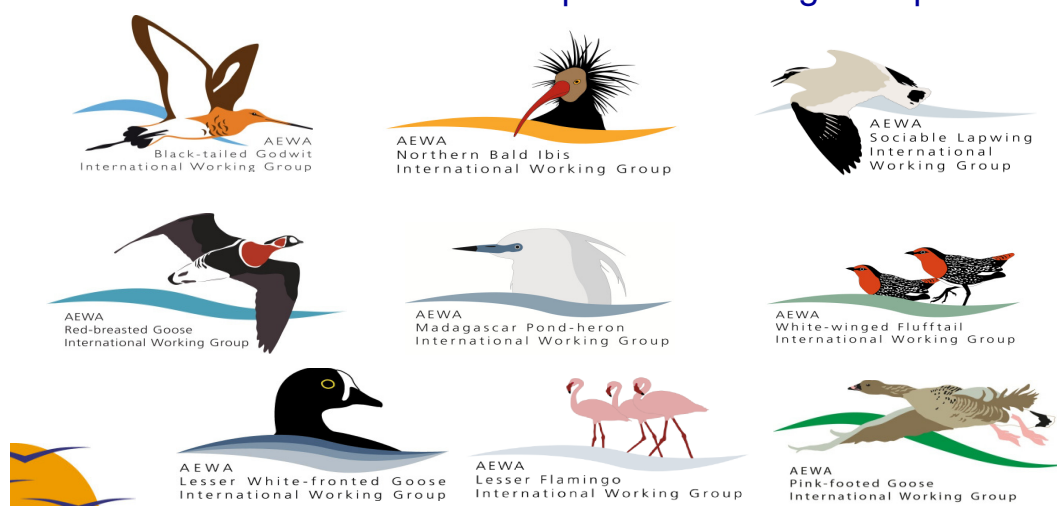 AEWA
Black-tailed Godwit
International Working Group
AEWA
Northern Bald Ibis
International Working Group
AEWA
Sociable Lapwing
International
Working Group
AEWA
Red-breasted Goose
International Working Group
AEWA
Madagascar Pond-heron
International Working Group
AEWA
White-winged Flufftail
International Working Group
AEWA
Lesser White-fronted Goose
International Working Group
AEWA
Lesser Flamingo
International Working Group
AEWA
Pink-footed Goose
International Working Group